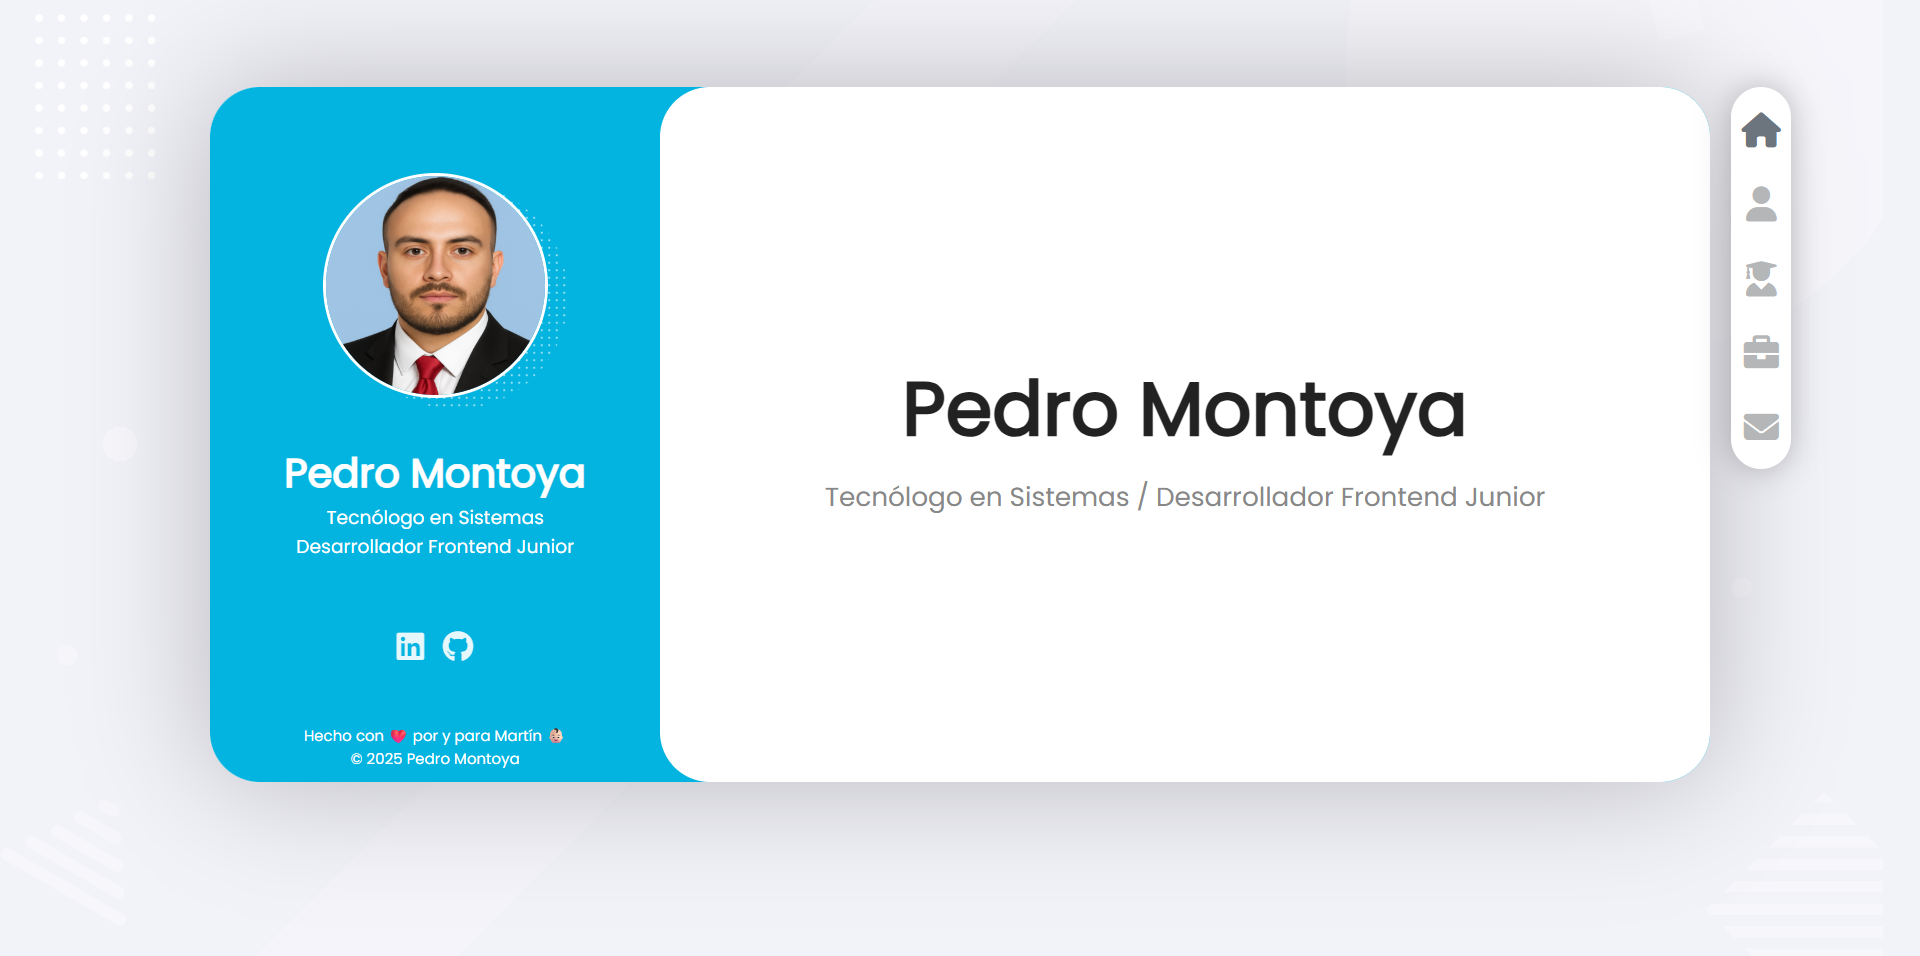 Pedro Montoya
Tecnólogo en Sistemas
Desarrollador Frontend Junior
in
Hecho con ❤️ por y para Martín 👶🏻
© 2025 Pedro Montoya
Pedro Montoya
Tecnólogo en Sistemas / Desarrollador Frontend Junior